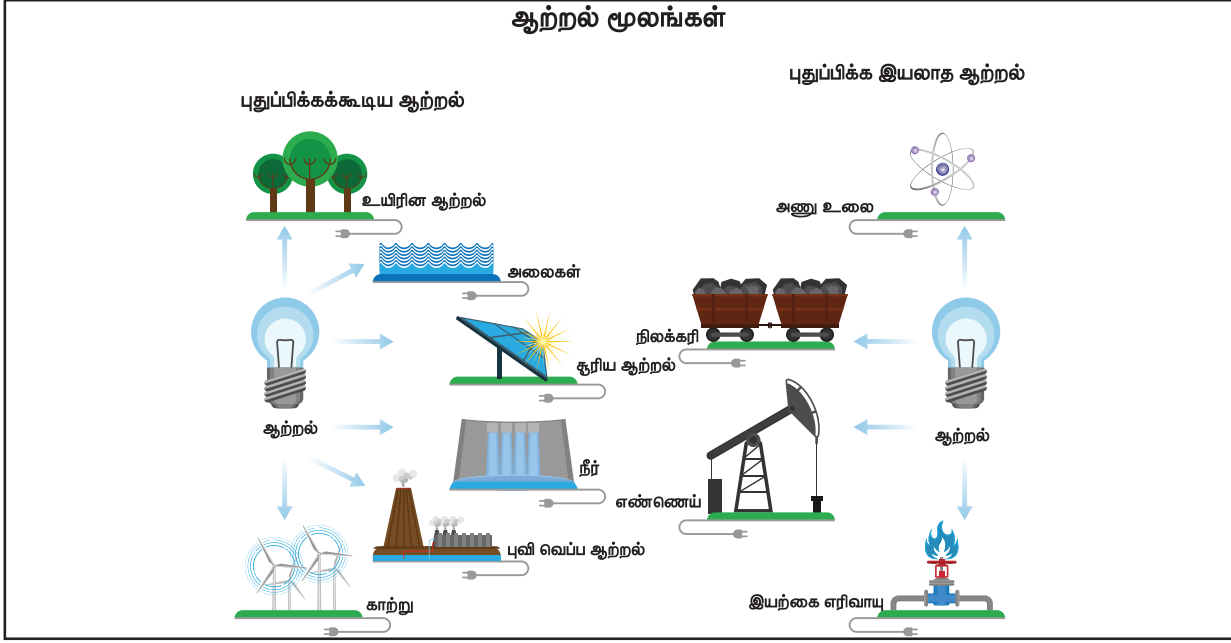 ஆற்றல் மூலங்கள்
புதுப்பிக்கக்கூடிய ஆற்றல்
உயிரின ஆற்றல்
அலைகள்
சூரிய ஆற்றல்
ஆற்றல்
நீர்
புவி வெப்ப ஆற்றல்
காற்று
புதுப்பிக்க இயலாத ஆற்றல்
அணு உலை
நிலக்கரி
ஆற்றல்
எண்ணெய்
இயற்கை எரிவாயு